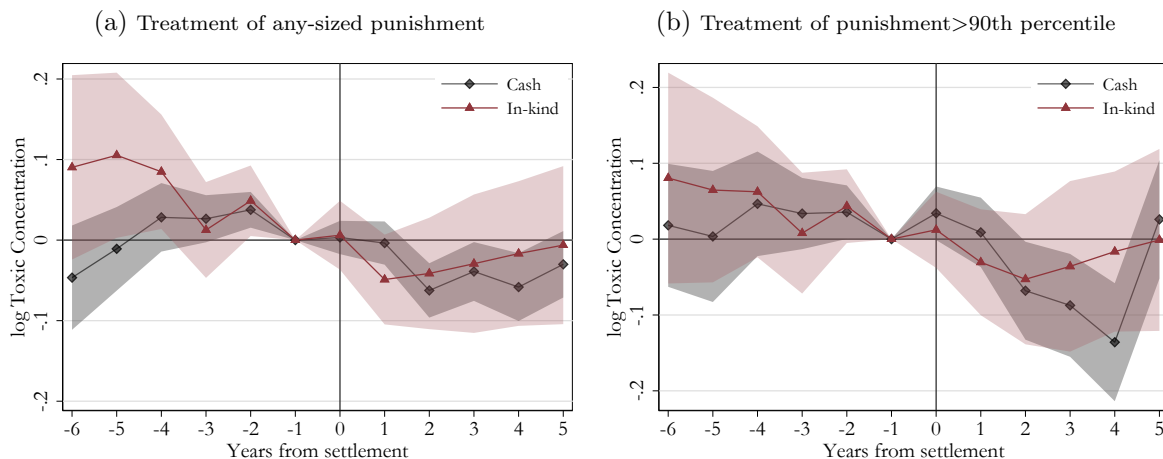 (a) Treatment of any-sized punishment
log Toxic Concentration
.2
.1
0
-.1
-.2
Cash
In-kind
-6 -5 -4 -3 -2 -1 0 1 2 3 4 5
Years from settlement
(b) Treatment of punishment>90th percentile
log Toxic Concentration
.2
.1
0
-.1
-.2
Cash
In-kind
-6 -5 -4 -3 -2 -1 0 1 2 3 4 5
Years from settlement